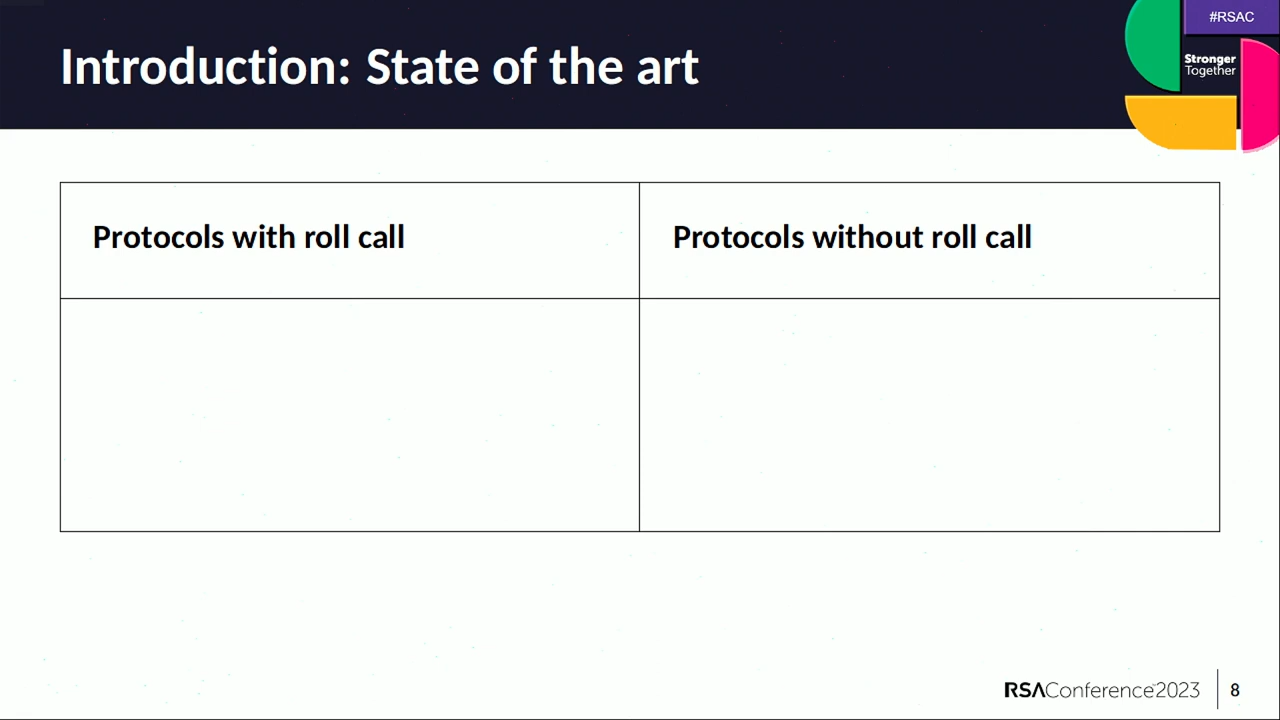 #RSAC
Introduction: State of the art
Stronger
Together
Protocols with roll call
Protocols without roll call
RSAConference2023
8